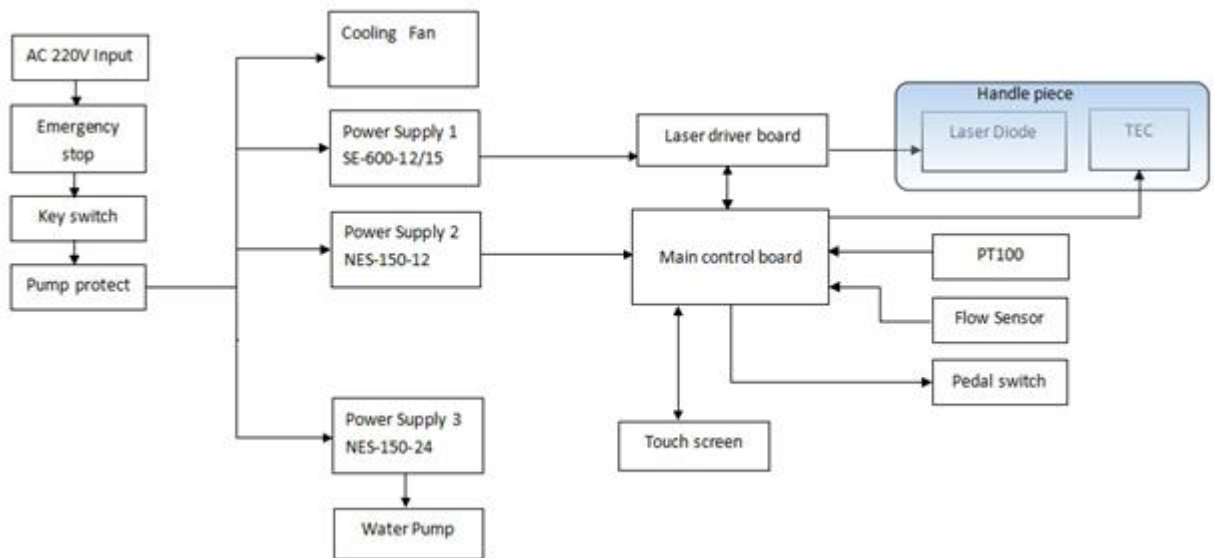 AC 220V Input
Emergency
stop
Key switch
Pump protect
Cooling Fan
Power Supply 1
SE-600-12/15
Power Supply 2
NES-150-12
Power Supply 3
NES-150-24
Water Pump
Laser driver board
Main control board
Touch screen
Handle piece
Laser Diode
TEC
PT100
Flow Sensor
Pedal switch